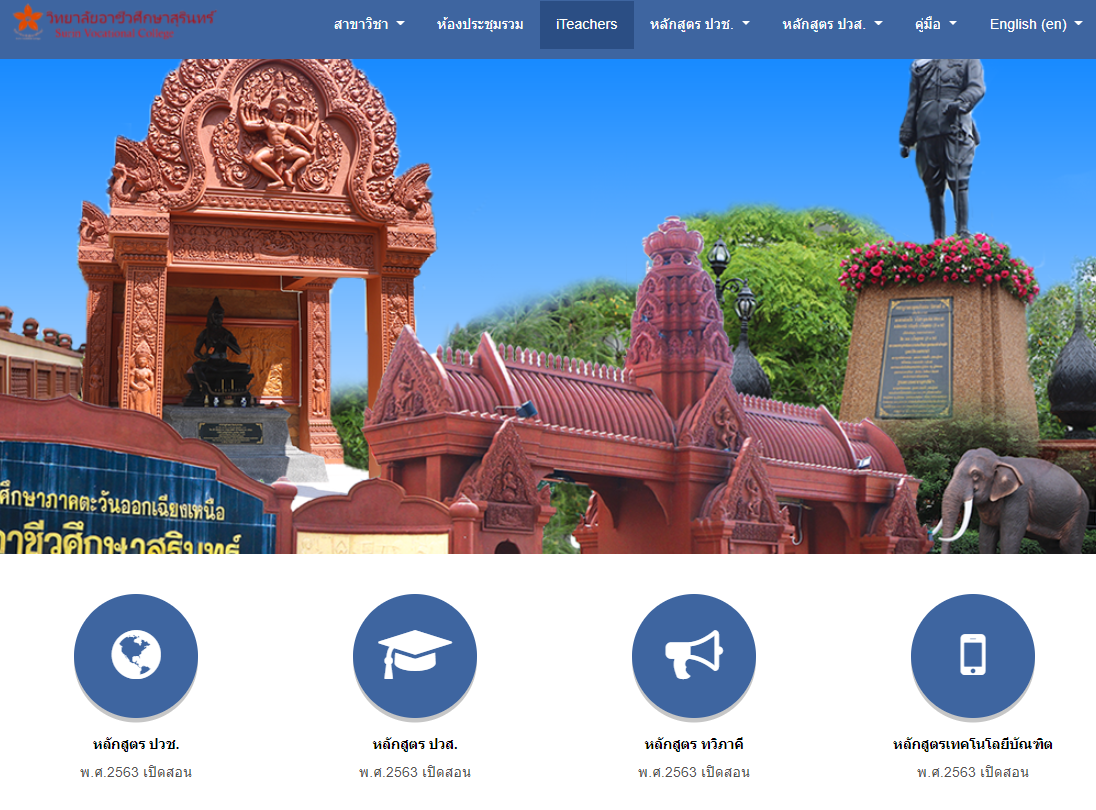 วิทยาลัยอาชีวศึกษาสุรินทร์
Surin Vocational College
สาขาวิชา
ห้องประชุมรวม
iTeachers
หลักสูตร ปวช.
หลักสูตร ปวส.
คู่มือ
English (en)
ศึกษาภาคตะวันออกเฉียงเหนือ
าชีวศึกษาสุรินทร์
หลักสูตร ปวช.
พ.ศ.2563 เปิดสอน
หลักสูตร ปวส.
พ.ศ.2563 เปิดสอน
หลักสูตร ทวิภาคี
พ.ศ.2563 เปิดสอน
หลักสูตรเทคโนโลยีบัณฑิต
พ.ศ.2563 เปิดสอน